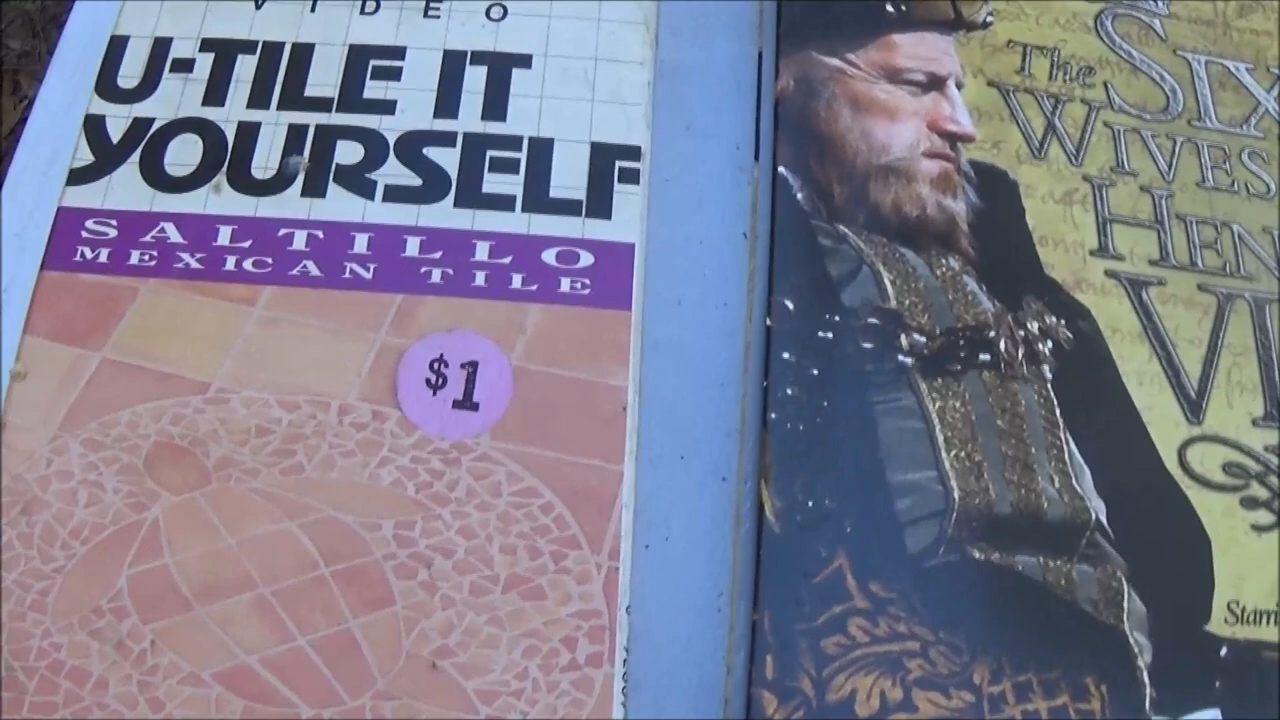 VIDEO
U-TILE IT
YOURSELF
SALTILLO
MEXICAN TILE
$1
The Six
Wives
Hen
VI
Starri